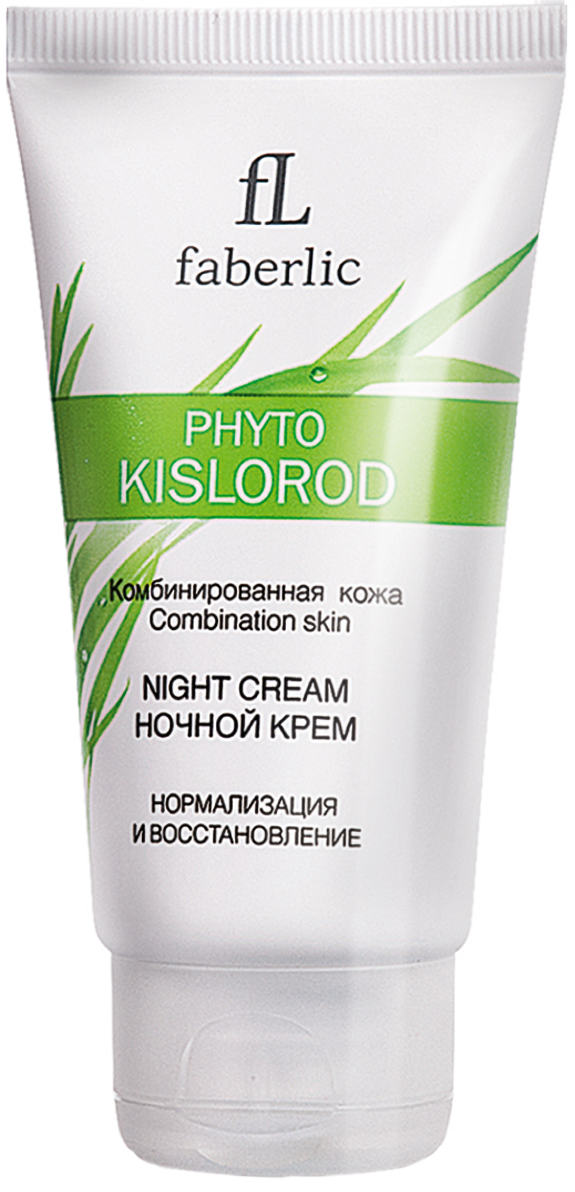 fL
faberlic
PHYTO
KISLOROD
Комбинированная кожа
Combination skin
NIGHT CREAM
НОЧНОЙ КРЕМ
НОРМАЛИЗАЦИЯ
И ВОССТАНОВЛЕНИЕ